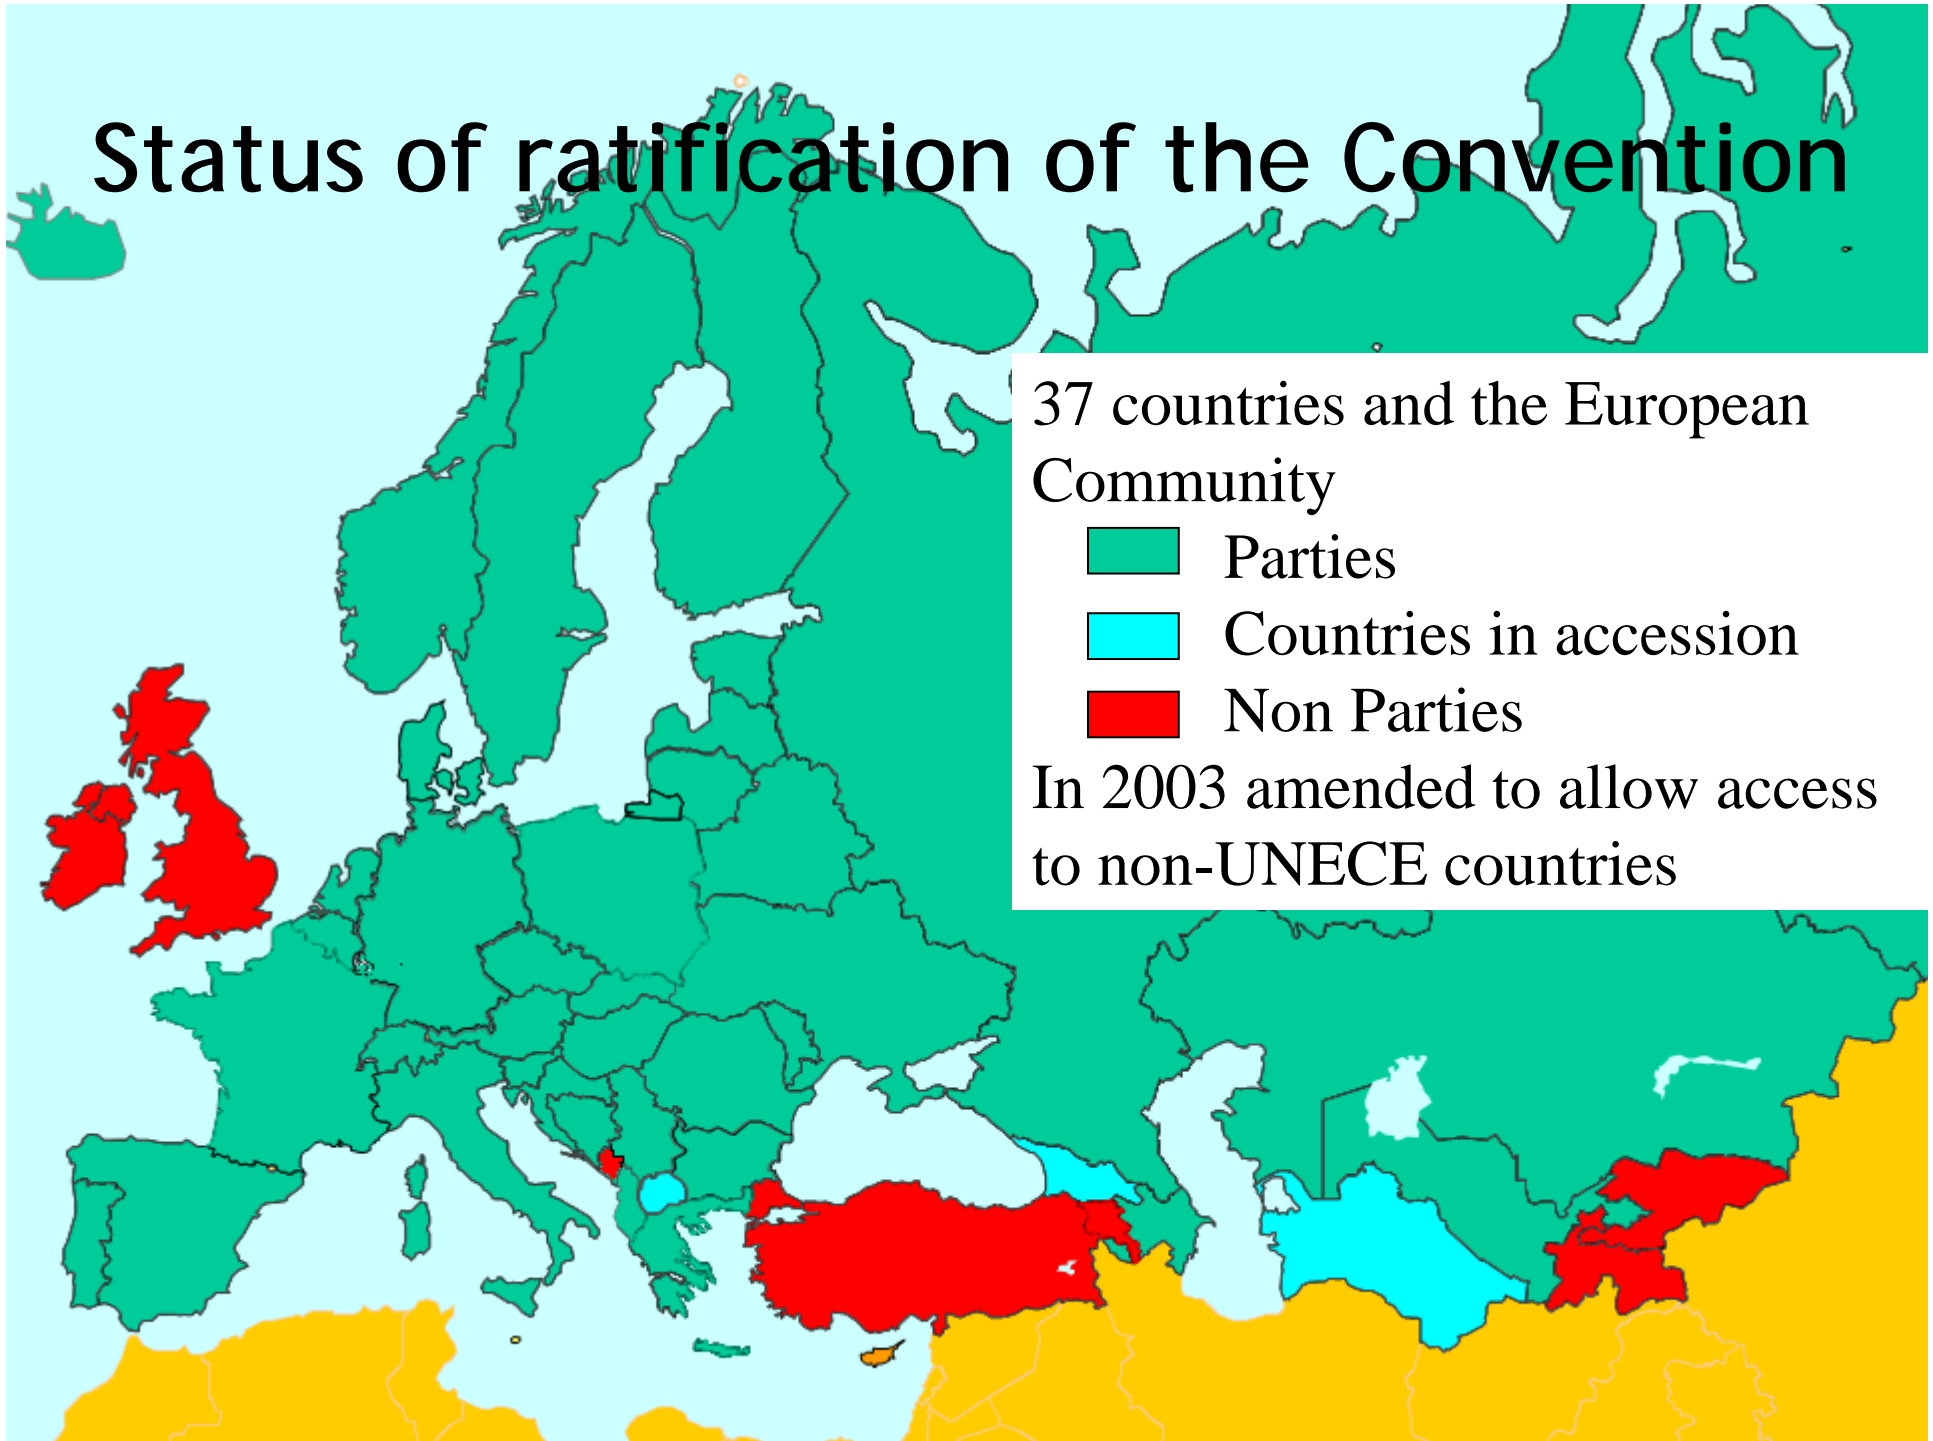 Status of ratification of the Convention
37 countries and the European
Community
Parties
Countries in accession
Non Parties
In 2003 amended to allow access
to non-UNECE countries